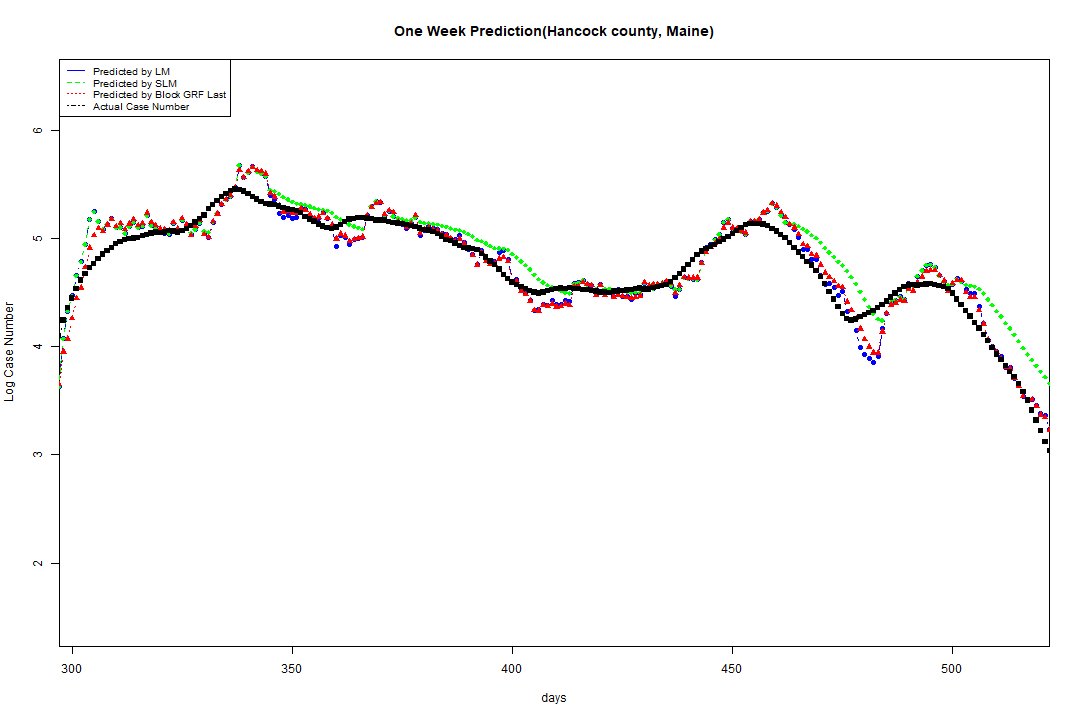 One Week Prediction(Hancock county, Maine)
Predicted by LM
Predicted by SLM
Predicted by Block GRF Last
Actual Case Number
6
5
4
3
2
Log Case Number
300 350 400 450 500
days